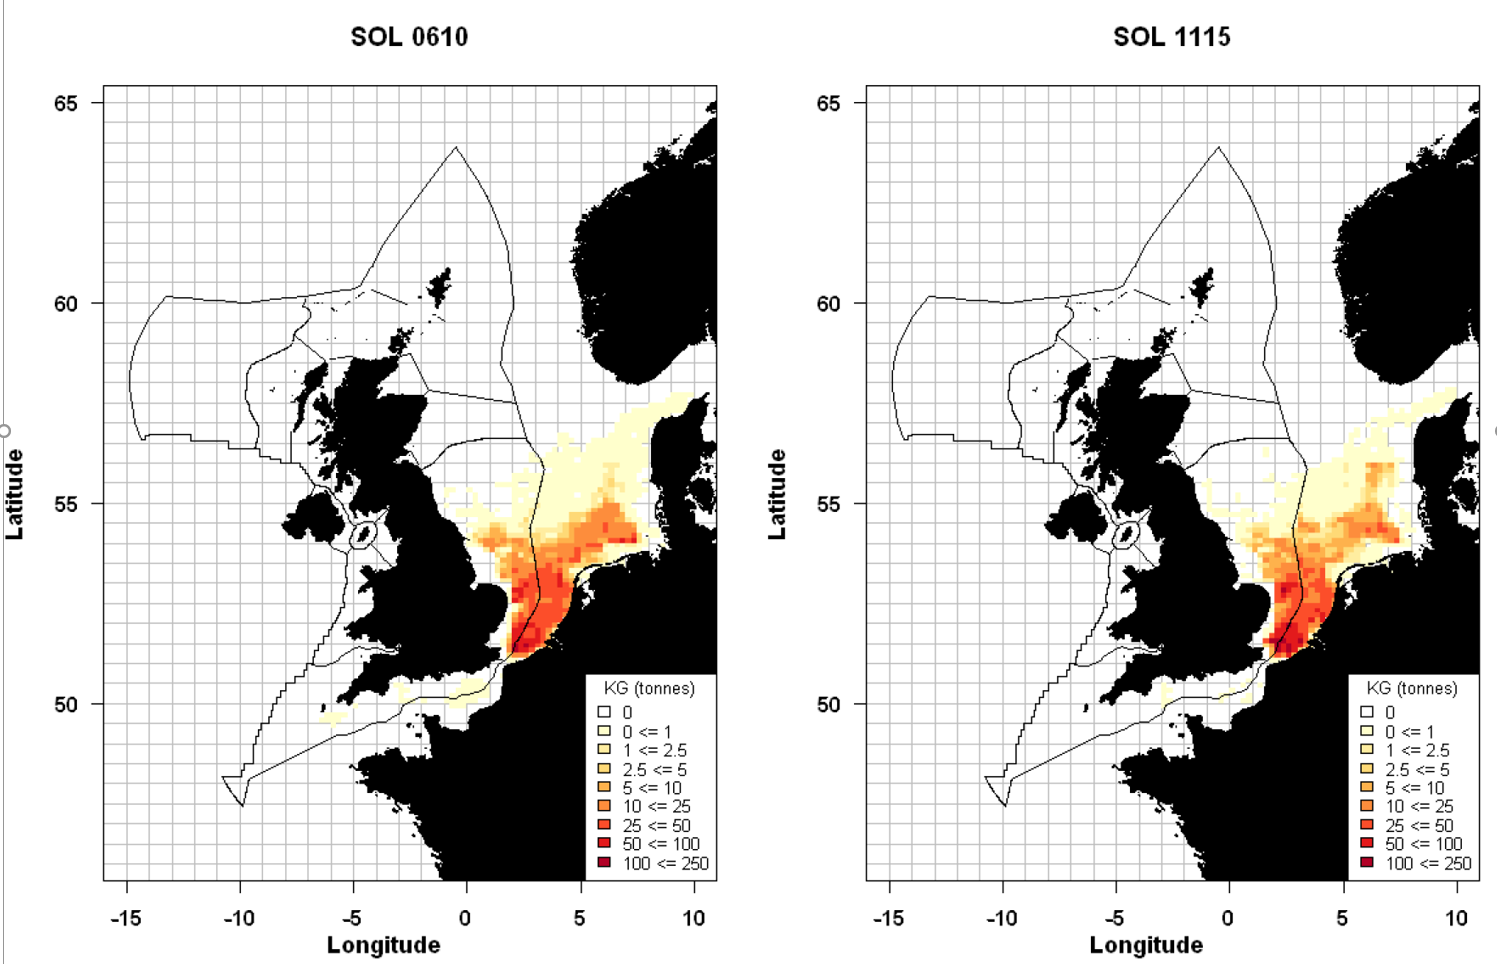 SOL 0610
65
60
55
50
Latitude
KG (tonnes)
0
0 <= 1
1 <= 2.5
2.5 <= 5
5 <= 10
10 <= 25
25 <= 50
50 <= 100
100 <= 250
-15 -10 -5 0 5 10
Longitude
SOL 1115
65
60
55
50
Latitude
KG (tonnes)
0
0 <= 1
1 <= 2.5
2.5 <= 5
5 <= 10
10 <= 25
25 <= 50
50 <= 100
100 <= 250
-15 -10 -5 0 5 10
Longitude